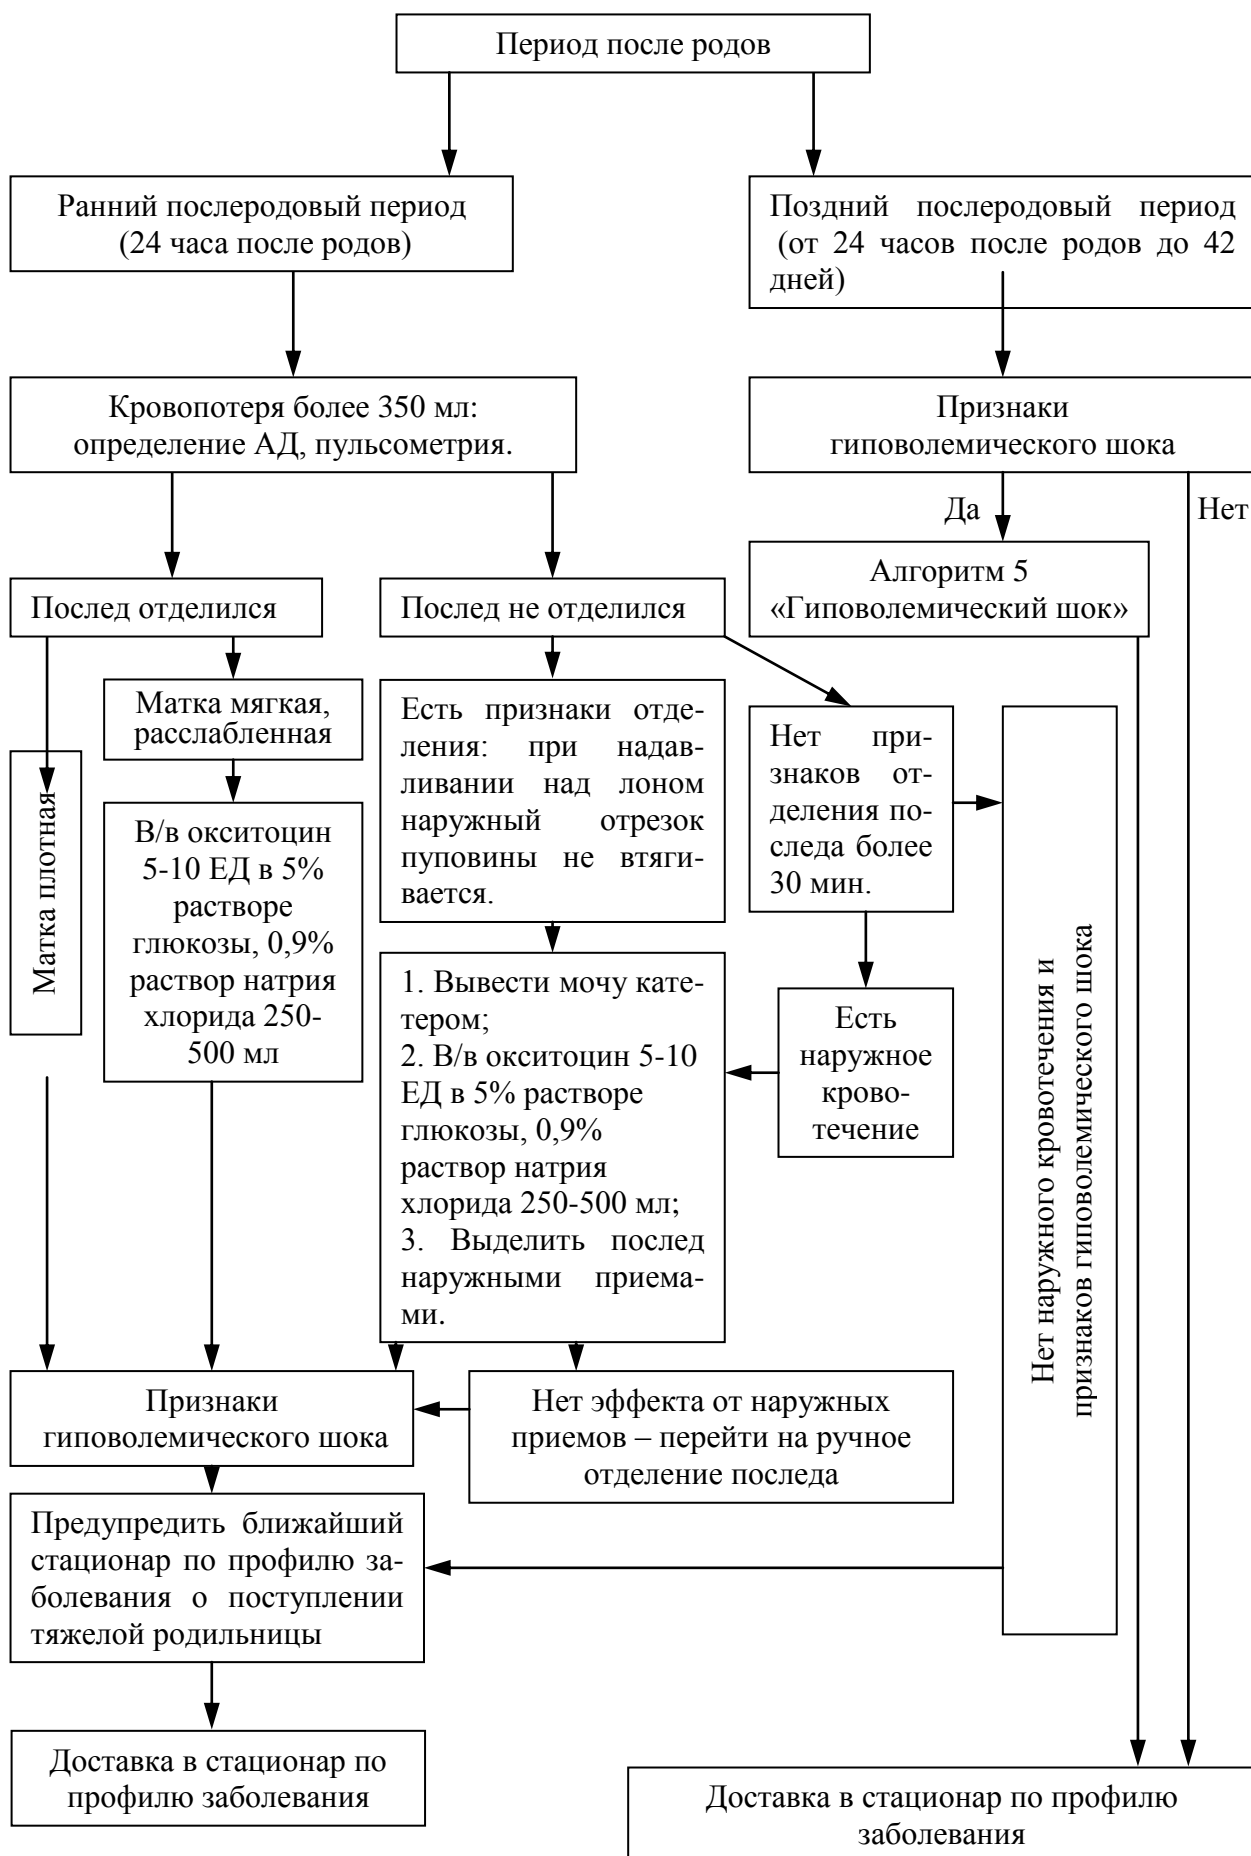 Период после родов
Ранний послеродовый период
(24 часа после родов)
Поздний послеродовый период
(от 24 часов после родов до 42
дней)
Кровопотеря более 350 мл:
определение АД, пульсометрия.
Признаки
гиповолемического шока
Да
Нет
Алгоритм 5
«Гиповолемический шок»
Послед отделился
Послед не отделился
Матка плотная
Матка мягкая,
расслабленная
В/в окситоцин
5-10 ЕД в 5%
растворе
глюкозы, 0,9%
раствор натрия
хлорида 250-
500 мл
Есть признаки отде-
ления: при надав-
ливании над лоном
наружный отрезок
пуповины не втяги-
вается.
Нет при-
знаков от-
деления по-
следа более
30 мин.
1. Вывести мочу кате-
тером;
2. В/в окситоцин 5-10
ЕД в 5% растворе
глюкозы, 0,9%
раствор натрия
хлорида 250-500 мл;
3. Выделить послед
наружными приема-
ми.
Есть
наружное
крово-
течение
Нет наружного кровотечения и
признаков гиповолемического шока
Признаки
гиповолемического шока
Нет эффекта от наружных
приемов – перейти на ручное
отделение последа
Предупредить ближайший
стационар по профилю за-
болевания о поступлении
тяжелой родильницы
Доставка в стационар по
профилю заболевания
Доставка в стационар по профилю
заболевания